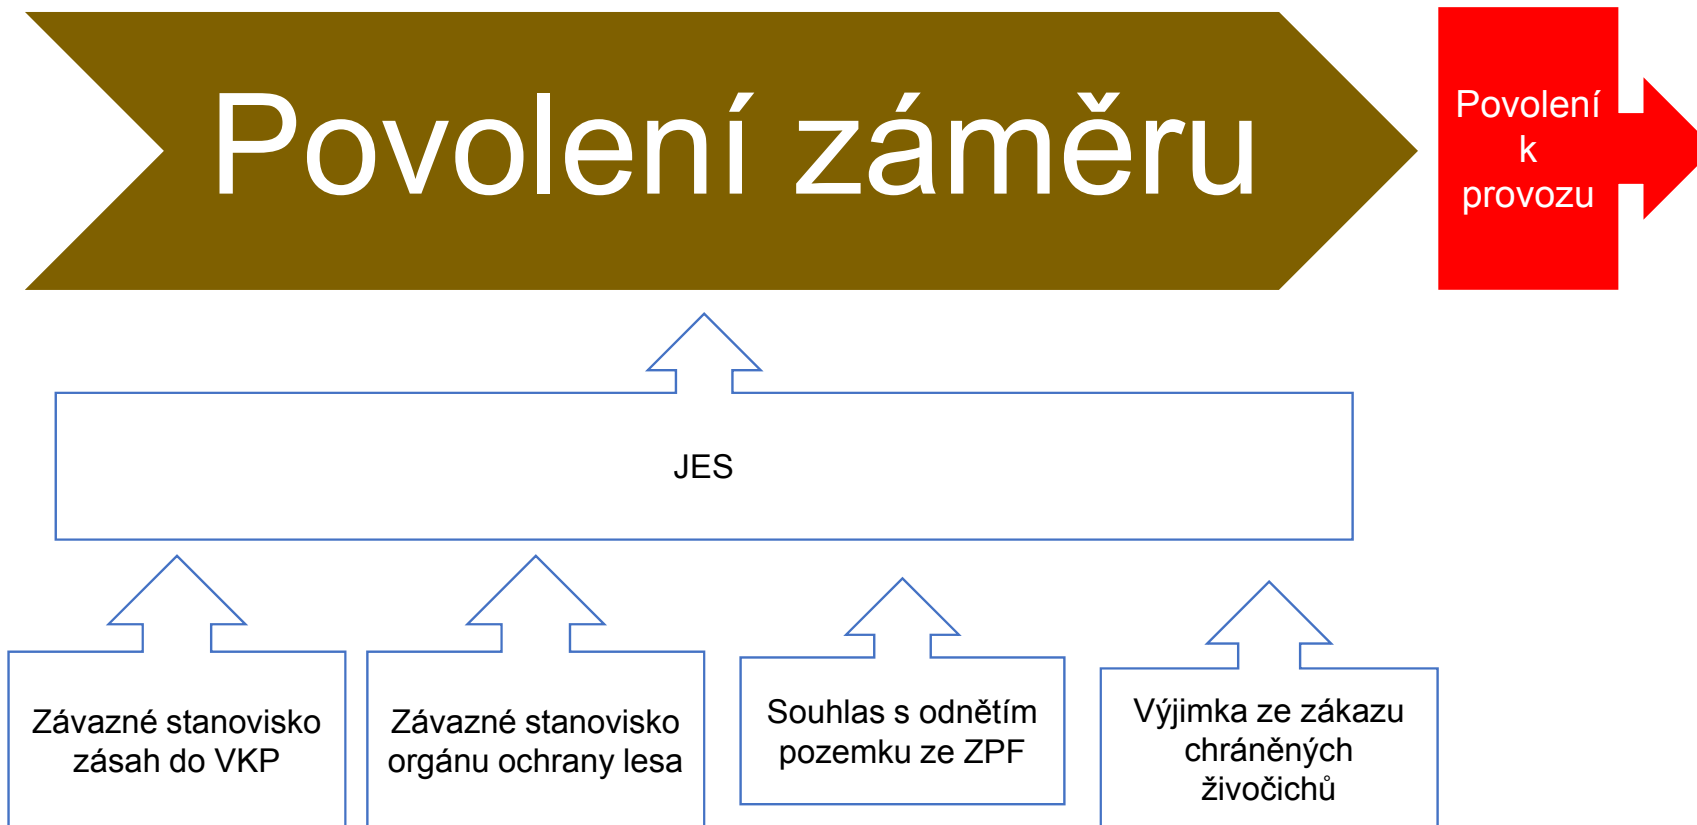 Povolení záměru
Povolení
k
provozu
JES
Závazné stanovisko
zásah do VKP
Závazné stanovisko
orgánu ochrany lesa
Souhlas s odnětím
pozemku ze ZPF
Výjimka ze zákazu
chráněných
živočichů